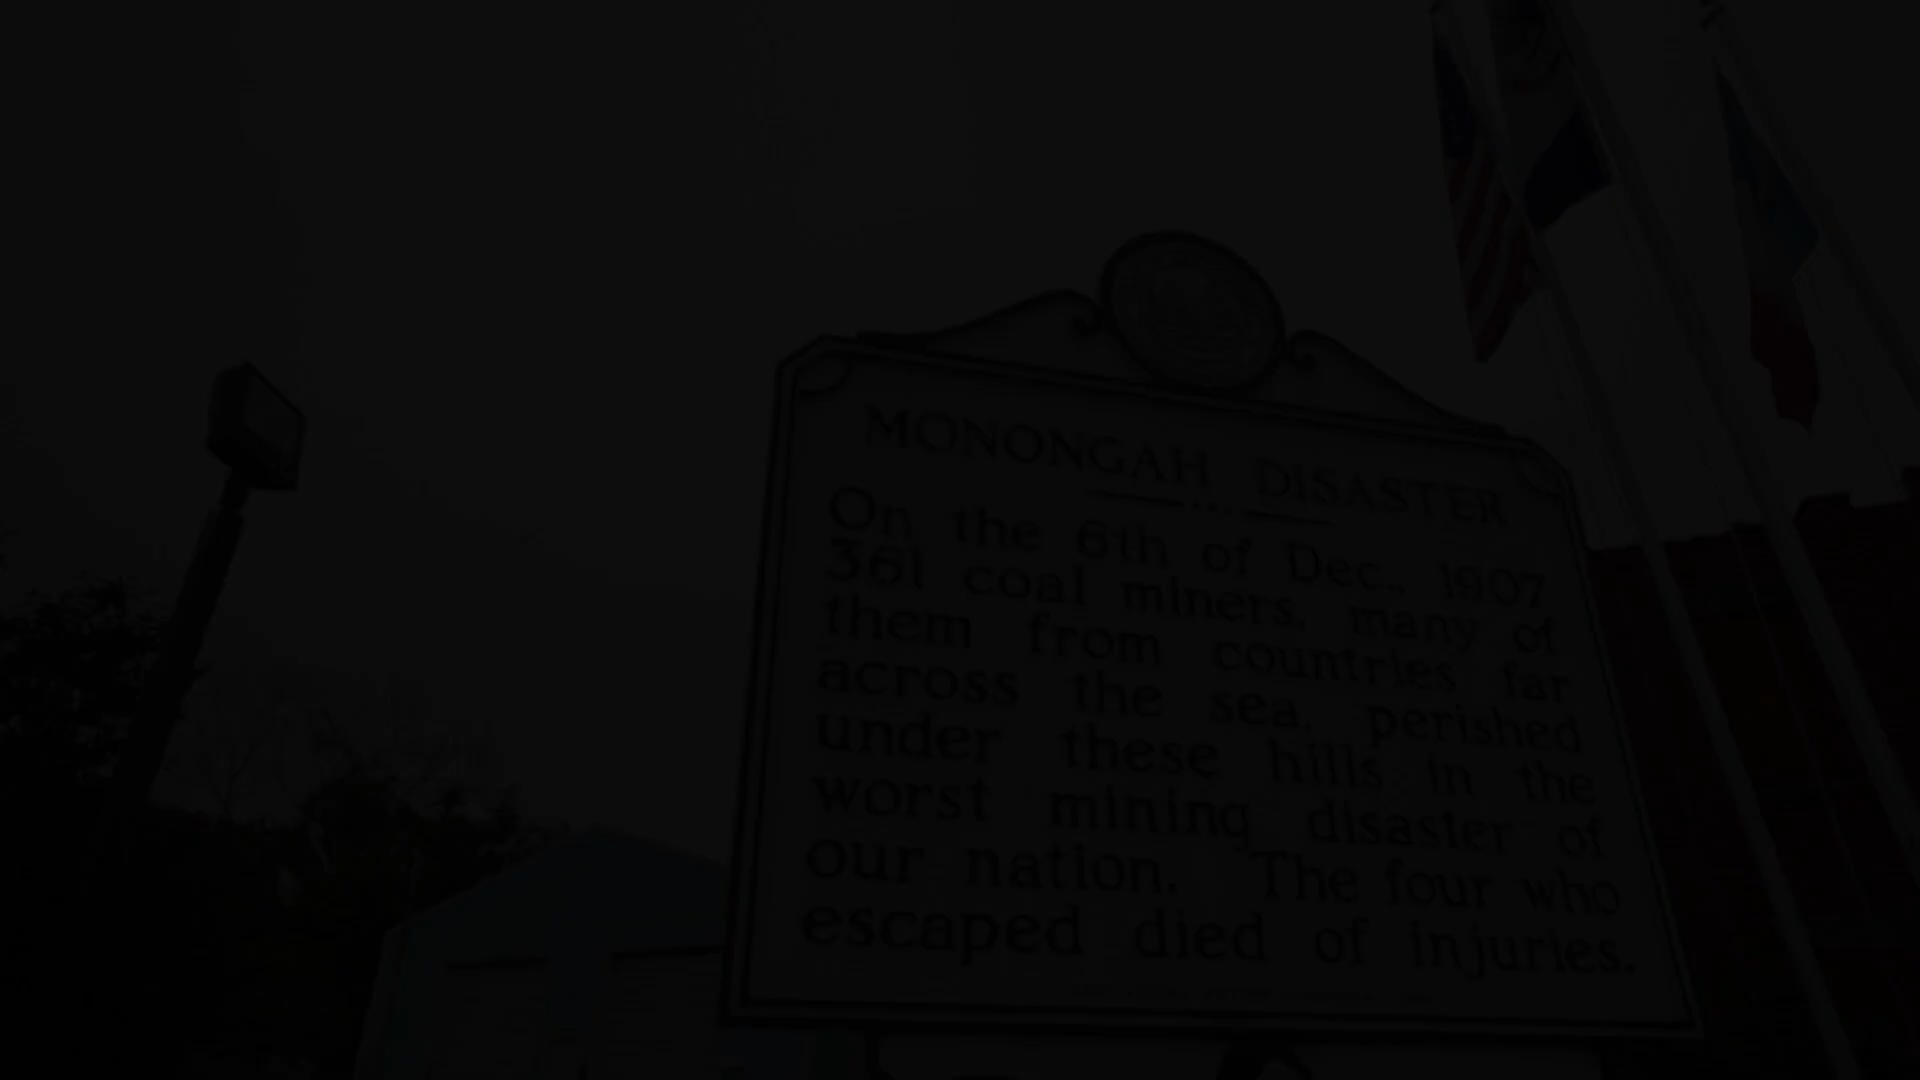 MONONGAH DISASTER
On the 6th of Dec., 1907
361 coal miners, many of
them from countries far
across the sea, perished
under these hills in the
worst mining disaster of
our nation. The four who
escaped died of injuries.